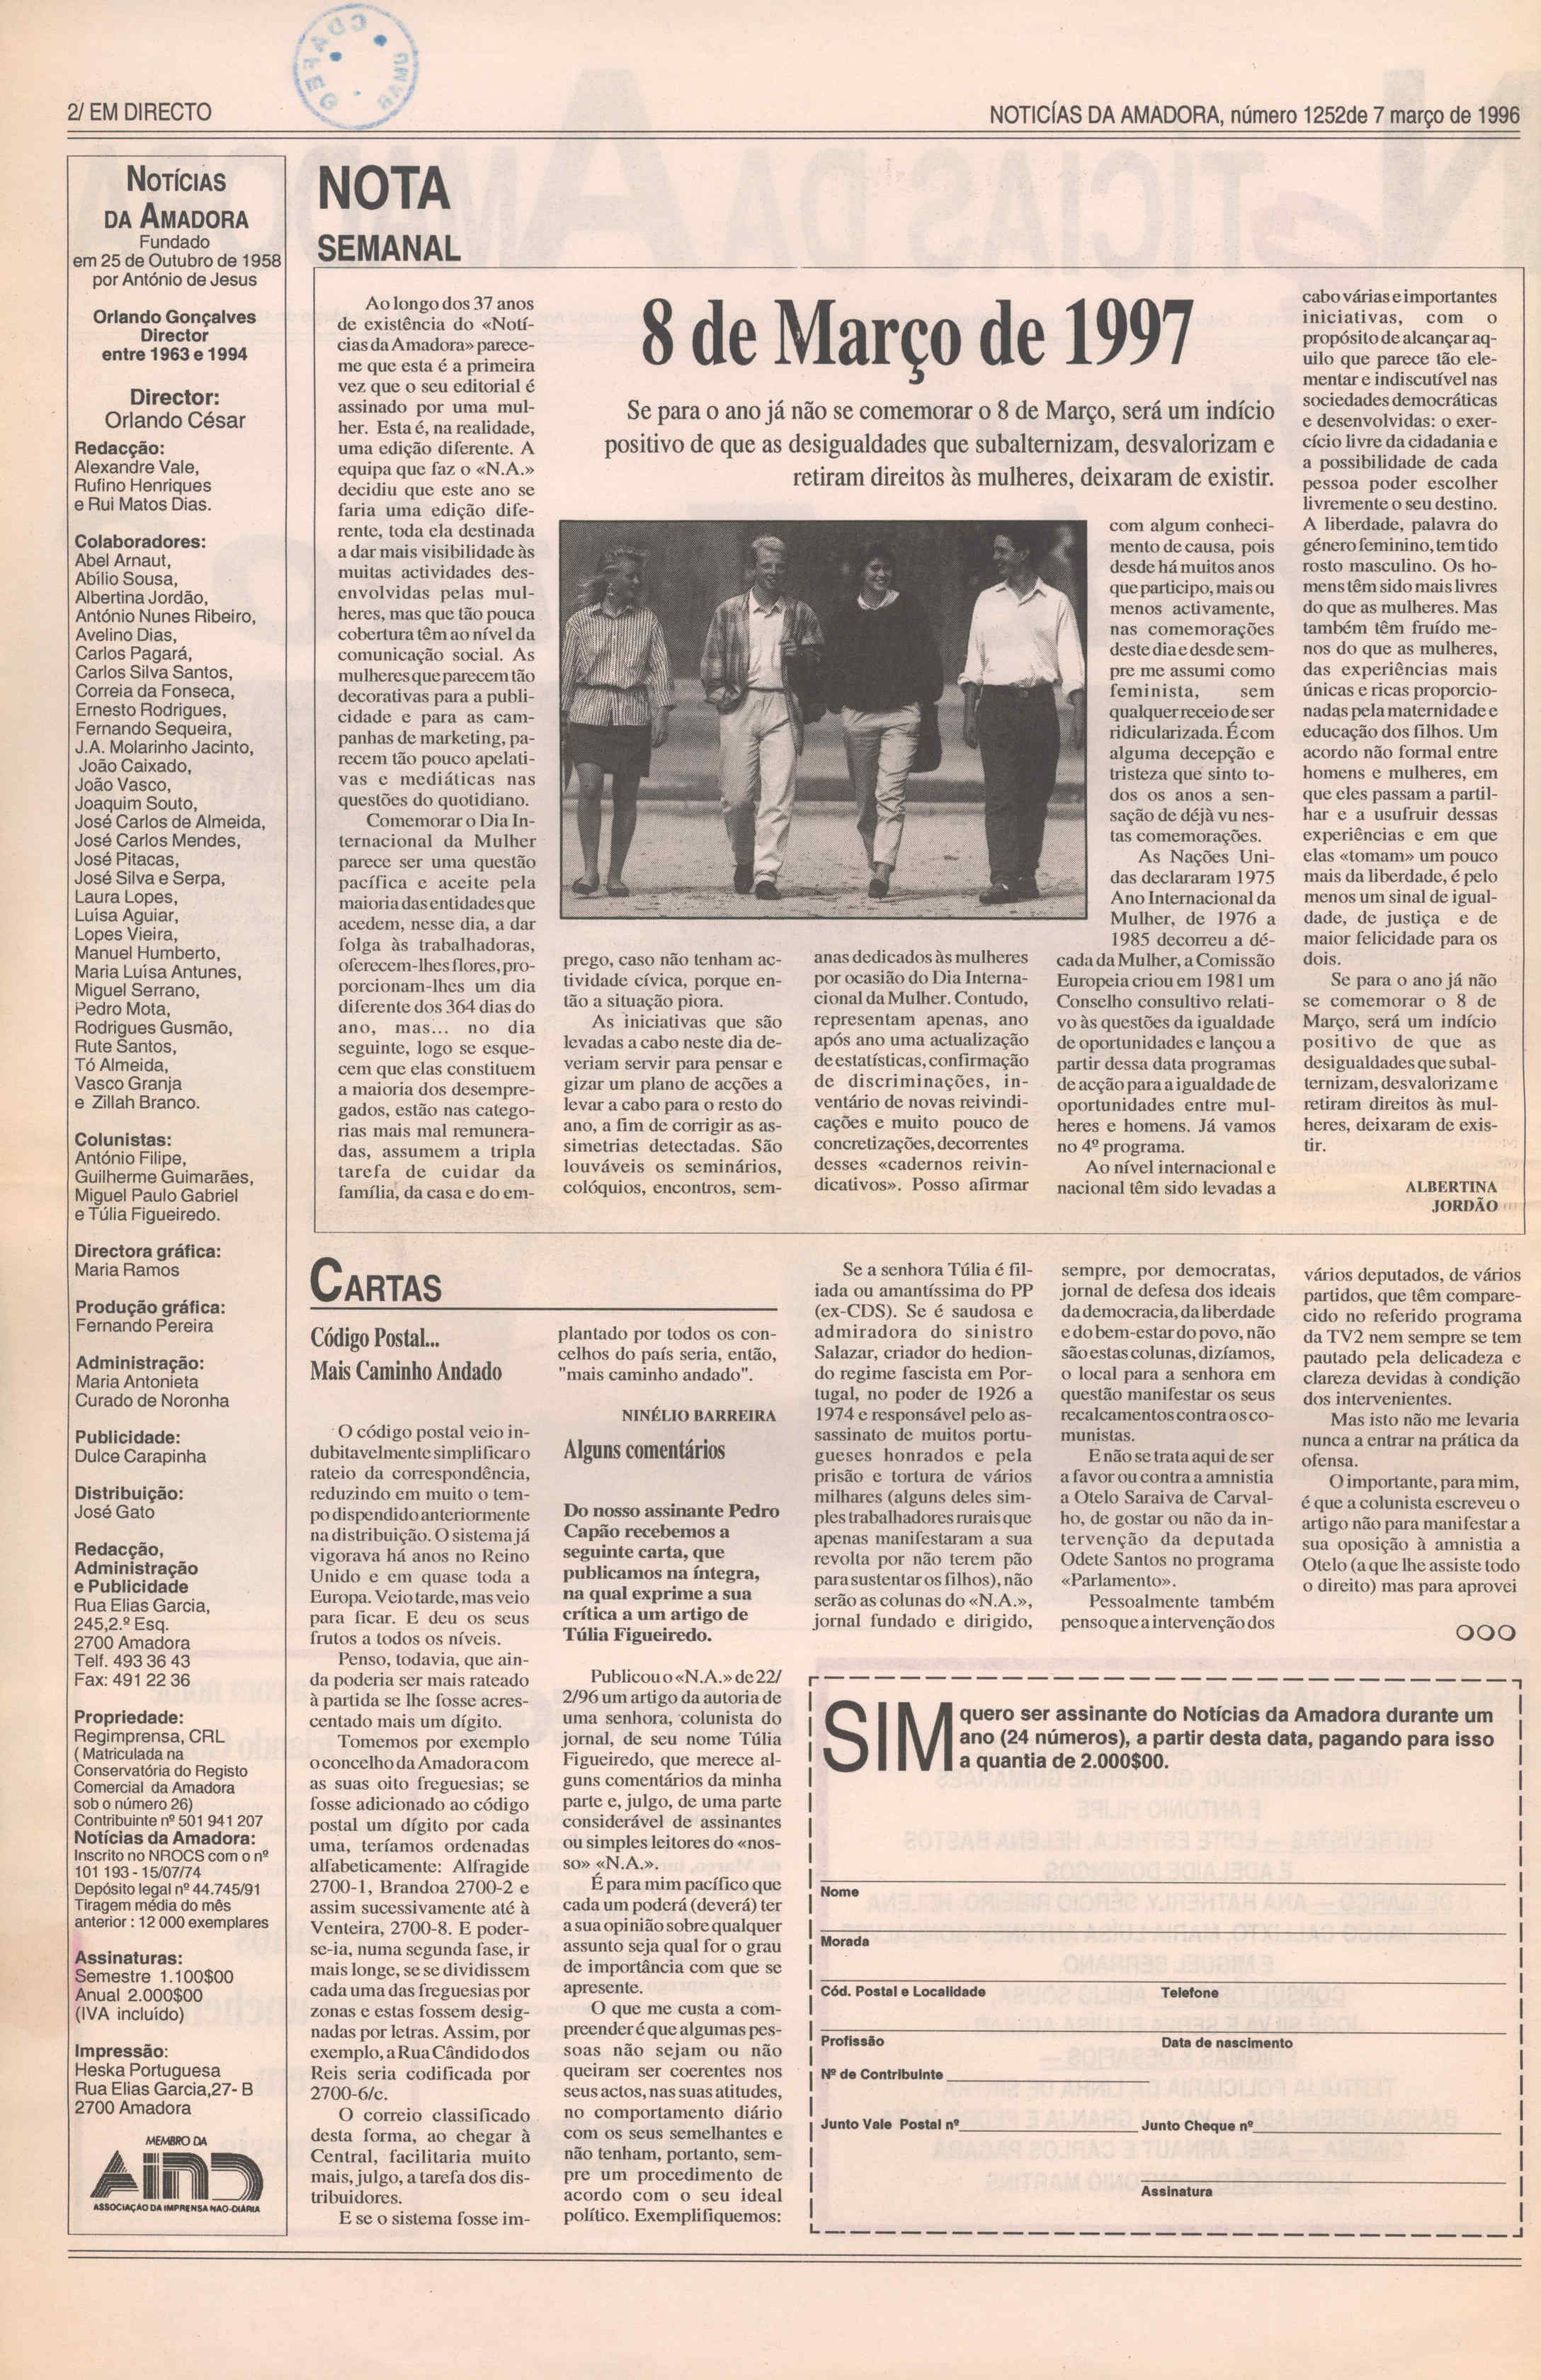 2/ EM DIRECTO
NOTICÍAS DA AMADORA, número 1252de 7 março de 1996
NOTÍCIAS
DA AMADORA
Fundado
em 25 de Outubro de 1958
por António de Jesus
Orlando Gonçalves
Director
entre 1963 e 1994
Director:
Orlando César
Redacção:
Alexandre Vale,
Rufino Henriques
e Rui Matos Dias.
Colaboradores:
Abel Arnaut,
Abílio Sousa,
Albertina Jordão,
António Nunes Ribeiro,
Avelino Dias,
Carlos Pagará,
Carlos Silva Santos,
Correia da Fonseca,
Ernesto Rodrigues,
Fernando Sequeira,
J.A. Molarinho Jacinto,
João Caixado,
João Vasco,
Joaquim Souto,
José Carlos de Almeida,
José Carlos Mendes,
José Pitacas,
José Silva e Serpa,
Laura Lopes,
Luísa Aguiar,
Lopes Vieira,
Manuel Humberto,
Maria Luísa Antunes,
Miguel Serrano,
Pedro Mota,
Rodrigues Gusmão,
Rute Santos,
Tó Almeida,
Vasco Granja
e Zillah Branco.
Colunistas:
António Filipe,
Guilherme Guimarães,
Miguel Paulo Gabriel
e Túlia Figueiredo.
Directora gráfica:
Maria Ramos
Produção gráfica:
Fernando Pereira
Administração:
Maria Antonieta
Curado de Noronha
Publicidade:
Dulce Carapinha
Distribuição:
José Gato
Redacção,
Administração
e Publicidade
Rua Elias Garcia,
245,2.º Esq.
2700 Amadora
Telf. 493 36 43
Fax: 491 22 36
Propriedade:
Regimprensa, CRL
( Matriculada na
Conservatória do Registo
Comercial da Amadora
sob o número 26)
Contribuinte nº 501 941 207
Notícias da Amadora:
Inscrito no NROCS com o nº
101 193 - 15/07/74
Depósito legal nº 44.745/91
Tiragem média do mês
anterior : 12 000 exemplares
Assinaturas:
Semestre 1.100$00
Anual 2.000$00
(IVA incluído)
Impressão:
Heska Portuguesa
Rua Elias Garcia,27- B
2700 Amadora
MEMBRO DA
AIND
ASSOCIAÇÃO DA IMPRENSA NÃO-DIÁRIA
NOTA
SEMANAL
8 de Março de 1997
Se para o ano já não se comemorar o 8 de Março, será um indício
positivo de que as desigualdades que subalternizam, desvalorizam e
retiram direitos às mulheres, deixaram de existir.
Ao longo dos 37 anos
de existência do «Notí-
cias da Amadora» parece-
me que esta é a primeira
vez que o seu editorial é
assinado por uma mul-
her. Esta é, na realidade,
uma edição diferente. A
equipa que faz o «N.A.»
decidiu que este ano se
faria uma edição dife-
rente, toda ela destinada
a dar mais visibilidade às
muitas actividades des-
envolvidas pelas mul-
heres, mas que tão pouca
cobertura têm ao nível da
comunicação social. As
mulheres que parecem tão
decorativas para a publi-
cidade e para as cam-
panhas de marketing, pa-
recem tão pouco apelati-
vas e mediáticas nas
questões do quotidiano.
Comemorar o Dia In-
ternacional da Mulher
parece ser uma questão
pacífica e aceite pela
maioria das entidades que
acedem, nesse dia, a dar
folga às trabalhadoras,
oferecem-lhes flores, pro-
porcionam-lhes um dia
diferente dos 364 dias do
ano, mas... no dia
seguinte, logo se esque-
cem que elas constituem
a maioria dos desempre-
gados, estão nas catego-
rias mais mal remunera-
das, assumem a tripla
tarefa de cuidar da
família, da casa e do em-
prego, caso não tenham ac-
tividade cívica, porque en-
tão a situação piora.
As iniciativas que são
levadas a cabo neste dia de-
veriam servir para pensar e
gizar um plano de acções a
levar a cabo para o resto do
ano, a fim de corrigir as as-
simetrias detectadas. São
louváveis os seminários,
colóquios, encontros, sem-
anas dedicados às mulheres
por ocasião do Dia Interna-
cional da Mulher. Contudo,
representam apenas, ano
após ano uma actualização
de estatísticas, confirmação
de discriminações, in-
ventário de novas reivindi-
cações e muito pouco de
concretizações, decorrentes
desses «cadernos reivin-
dicativos». Posso afirmar
com algum conheci-
mento de causa, pois
desde há muitos anos
que participo, mais ou
menos activamente,
nas comemorações
deste dia e desde sem-
pre me assumi como
feminista, sem
qualquer receio de ser
ridicularizada. É com
alguma decepção e
tristeza que sinto to-
dos os anos a sen-
sação de déjà vu nes-
tas comemorações.
As Nações Uni-
das declararam 1975
Ano Internacional da
Mulher, de 1976 a
1985 decorreu a dé-
cada da Mulher, a Comissão
Europeia criou em 1981 um
Conselho consultivo relati-
vo às questões da igualdade
de oportunidades e lançou a
partir dessa data programas
de acção para a igualdade de
oportunidades entre mul-
heres e homens. Já vamos
no 4º programa.
Ao nível internacional e
nacional têm sido levadas a
cabo várias e importantes
iniciativas, com o
propósito de alcançar aq-
uilo que parece tão ele-
mentar e indiscutível nas
sociedades democráticas
e desenvolvidas: o exer-
cício livre da cidadania e
a possibilidade de cada
pessoa poder escolher
livremente o seu destino.
A liberdade, palavra do
género feminino, tem tido
rosto masculino. Os ho-
mens têm sido mais livres
do que as mulheres. Mas
também têm fruído me-
nos do que as mulheres,
das experiências mais
únicas e ricas proporcio-
nadas pela maternidade e
educação dos filhos. Um
acordo não formal entre
homens e mulheres, em
que eles passam a partil-
har e a usufruir dessas
experiências e em que
elas «tomam» um pouco
mais da liberdade, é pelo
menos um sinal de igual-
dade, de justiça e de
maior felicidade para os
dois.
Se para o ano já não
se comemorar o 8 de
Março, será um indício
positivo de que as
desigualdades que subal-
ternizam, desvalorizam e
retiram direitos às mul-
heres, deixaram de exis-
tir.
ALBERTINA
JORDÃO
CARTAS
Código Postal...
Mais Caminho Andado
O código postal veio in-
dubitavelmente simplificar o
rateio da correspondência,
reduzindo em muito o tem-
po dispendido anteriormente
na distribuição. O sistema já
vigorava há anos no Reino
Unido e em quase toda a
Europa. Veio tarde, mas veio
para ficar. E deu os seus
frutos a todos os níveis.
Penso, todavia, que ain-
da poderia ser mais rateado
à partida se lhe fosse acres-
centado mais um dígito.
Tomemos por exemplo
o concelho da Amadora com
as suas oito freguesias; se
fosse adicionado ao código
postal um dígito por cada
uma, teríamos ordenadas
alfabeticamente: Alfragide
2700-1, Brandoa 2700-2 e
assim sucessivamente até à
Venteira, 2700-8. E poder-
se-ia, numa segunda fase, ir
mais longe, se se dividissem
cada uma das freguesias por
zonas e estas fossem desig-
nadas por letras. Assim, por
exemplo, a Rua Cândido dos
Reis seria codificada por
2700-6/c.
O correio classificado
desta forma, ao chegar à
Central, facilitaria muito
mais, julgo, a tarefa dos dis-
tribuidores.
E se o sistema fosse im-
plantado por todos os con-
celhos do país seria, então,
"mais caminho andado".
NINÉLIO BARREIRA
Alguns comentários
Do nosso assinante Pedro
Capão recebemos a
seguinte carta, que
publicamos na íntegra,
na qual exprime a sua
crítica a um artigo de
Túlia Figueiredo.
Publicou o «N.A.» de 22/
2/96 um artigo da autoria de
uma senhora, colunista do
jornal, de seu nome Túlia
Figueiredo, que merece al-
guns comentários da minha
parte e, julgo, de uma parte
considerável de assinantes
ou simples leitores do «nos-
so» «N.A.».
É para mim pacífico que
cada um poderá (deverá) ter
a sua opinião sobre qualquer
assunto seja qual for o grau
de importância com que se
apresente.
O que me custa a com-
preender é que algumas pes-
soas não sejam ou não
queiram ser coerentes nos
seus actos, nas suas atitudes,
no comportamento diário
com os seus semelhantes e
não tenham, portanto, sem-
pre um procedimento de
acordo com o seu ideal
político. Exemplifiquemos:
Se a senhora Túlia é fil-
iada ou amantíssima do PP
(ex-CDS). Se é saudosa e
admiradora do sinistro
Salazar, criador do hedion-
do regime fascista em Por-
tugal, no poder de 1926 a
1974 e responsável pelo as-
sassinato de muitos portu-
gueses honrados e pela
prisão e tortura de vários
milhares (alguns deles sim-
ples trabalhadores rurais que
apenas manifestaram a sua
revolta por não terem pão
para sustentar os filhos), não
serão as colunas do «N.A.»,
jornal fundado e dirigido,
sempre, por democratas,
jornal de defesa dos ideais
da democracia, da liberdade
e do bem-estar do povo, não
são estas colunas, dizíamos,
o local para a senhora em
questão manifestar os seus
recalcamentos contra os co-
munistas.
E não se trata aqui de ser
a favor ou contra a amnistia
a Otelo Saraiva de Carval-
ho, de gostar ou não da in-
tervenção da deputada
Odete Santos no programa
«Parlamento».
Pessoalmente também
penso que a intervenção dos
vários deputados, de vários
partidos, que têm compare-
cido no referido programa
da TV2 nem sempre se tem
pautado pela delicadeza e
clareza devidas à condição
dos intervenientes.
Mas isto não me levaria
nunca a entrar na prática da
ofensa.
O importante, para mim,
é que a colunista escreveu o
artigo não para manifestar a
sua oposição à amnistia a
Otelo (a que lhe assiste todo
o direito) mas para aprovei
SIM quero ser assinante do Notícias da Amadora durante um
ano (24 números), a partir desta data, pagando para isso
a quantia de 2.000$00.
Nome
Morada
Cód. Postal e Localidade Telefone
Profissão Data de nascimento
Nº de Contribuinte
Junto Vale Postal nº Junto Cheque nº
Assinatura